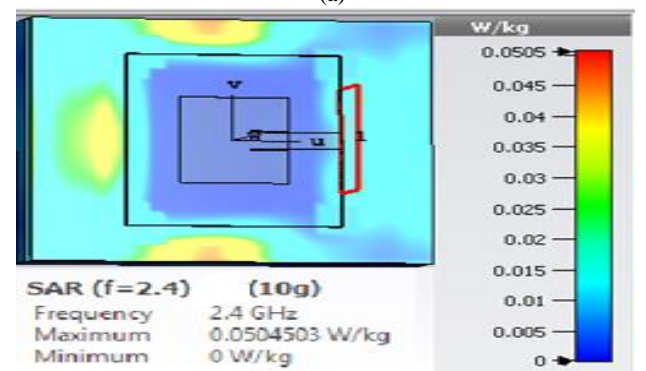 (a)
W/kg
0.0505
0.045
0.04
0.035
0.03
0.025
0.02
0.015
0.01
0.005
0
v
u
1
SAR (f=2.4) (10g)
Frequency 2.4 GHz
Maximum 0.0504503 W/kg
Minimum 0 W/kg